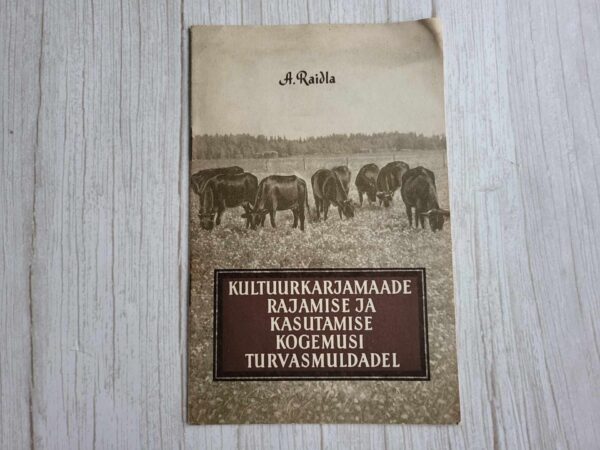 A. Raidla
KULTUURKARJAMAADE
RAJAMISE JA
KASUTAMISE
KOGEMUSI
TURVASMULDADEL